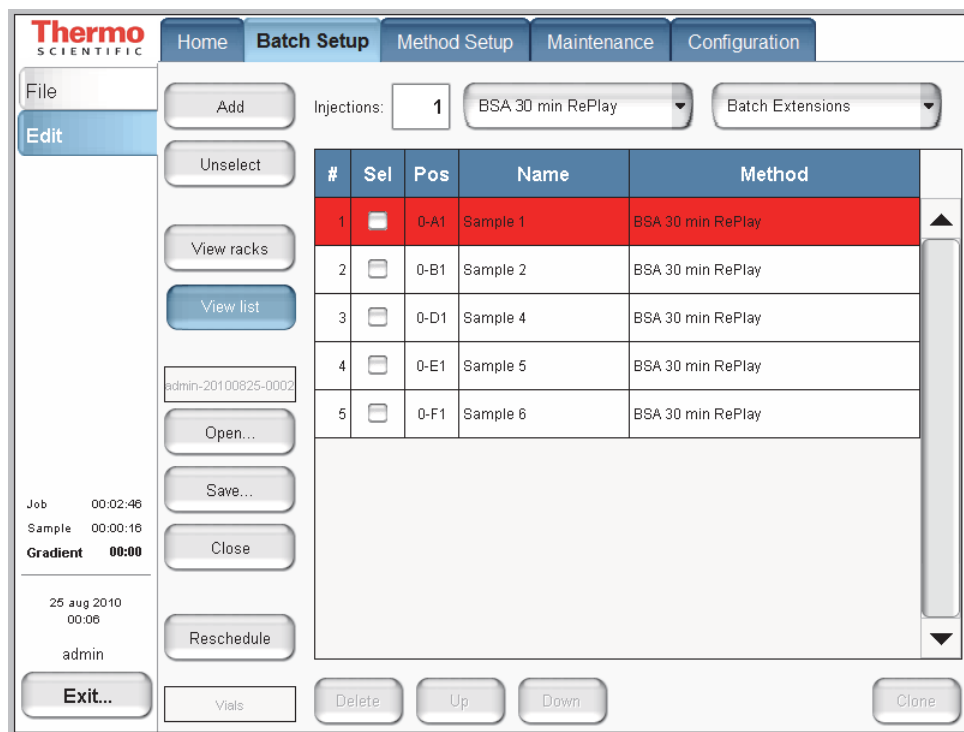 Thermo
SCIENTIFIC
Home
Batch Setup
Method Setup
Maintenance
Configuration
File
Edit
Add
Injections:
1
BSA 30 min RePlay
Batch Extensions
Unselect
# Sel Pos Name Method
1 0-A1 Sample 1 BSA 30 min RePlay
2 0-B1 Sample 2 BSA 30 min RePlay
3 0-D1 Sample 4 BSA 30 min RePlay
4 0-E1 Sample 5 BSA 30 min RePlay
5 0-F1 Sample 6 BSA 30 min RePlay
View racks
View list
admin-20100825-0002
Open...
Save...
Close
Reschedule
Vials
Job 00:02:46
Sample 00:00:16
Gradient 00:00
25 aug 2010
00:06
admin
Exit...
Delete
Up
Down
Clone